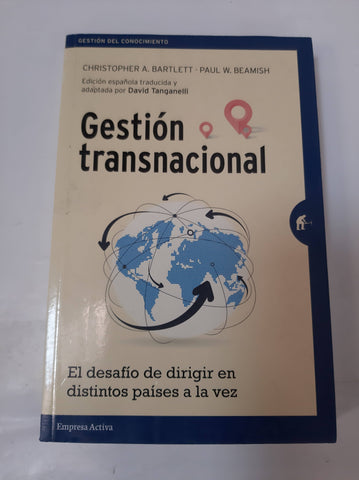 GESTIÓN DEL CONOCIMIENTO
CHRISTOPHER A. BARTLETT · PAUL W. BEAMISH
Edición española traducida y
adaptada por David Tanganelli
Gestión
transnacional
El desafío de dirigir en
distintos países a la vez
Empresa Activa